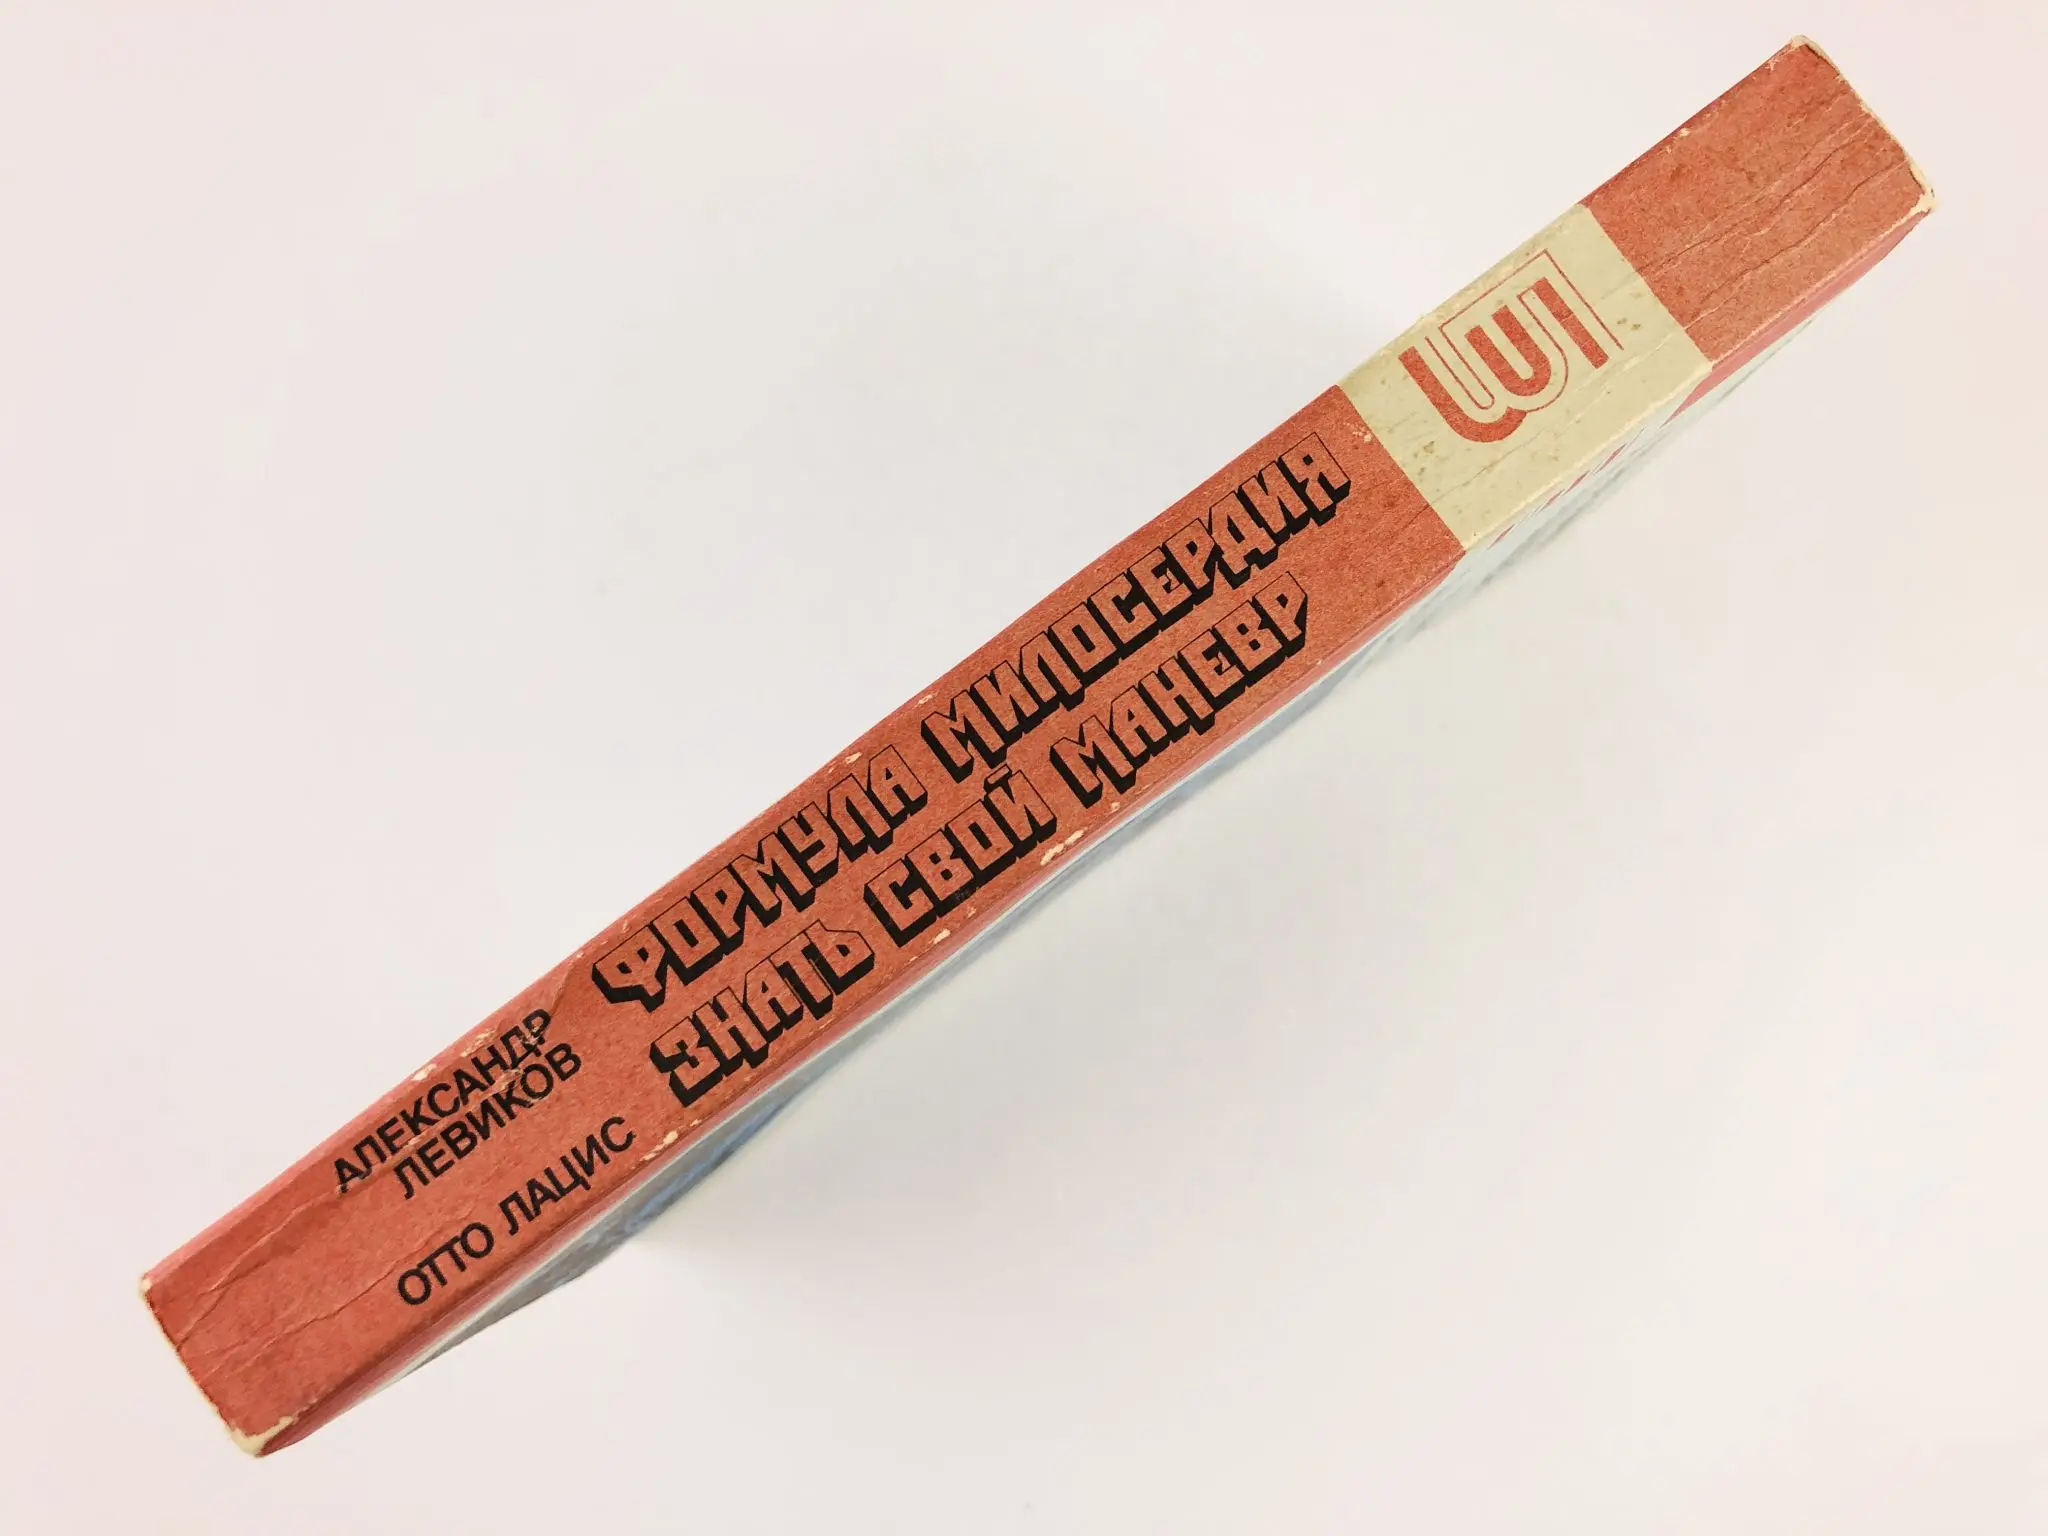 АЛЕКСАНДР
ЛЕВИКОВ
ФОРМУЛА МИЛОСЕРДИЯ
ОТТО ЛАЦИС
ЗНАТЬ СВОЙ МАНЕВР